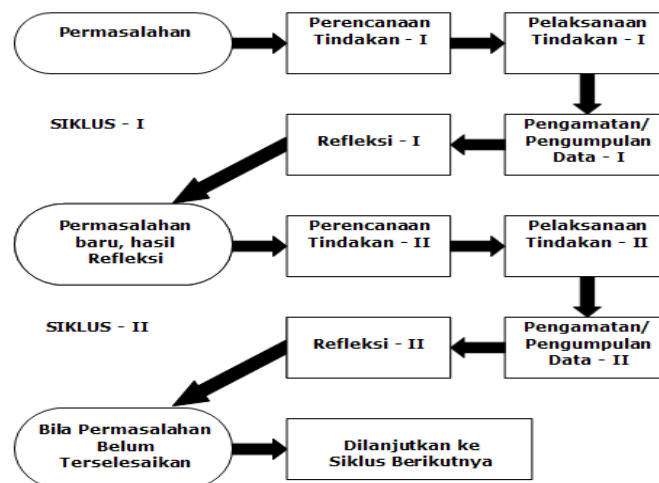 Permasalahan
Perencanaan
Tindakan - I
Pelaksanaan
Tindakan - I
SIKLUS - I
Refleksi - I
Pengamatan/
Pengumpulan
Data - I
Permasalahan
baru, hasil
Refleksi
Perencanaan
Tindakan - II
Pelaksanaan
Tindakan - II
SIKLUS - II
Refleksi - II
Pengamatan/
Pengumpulan
Data - II
Bila Permasalahan
Belum
Terselesaikan
Dilanjutkan ke
Siklus Berikutnya